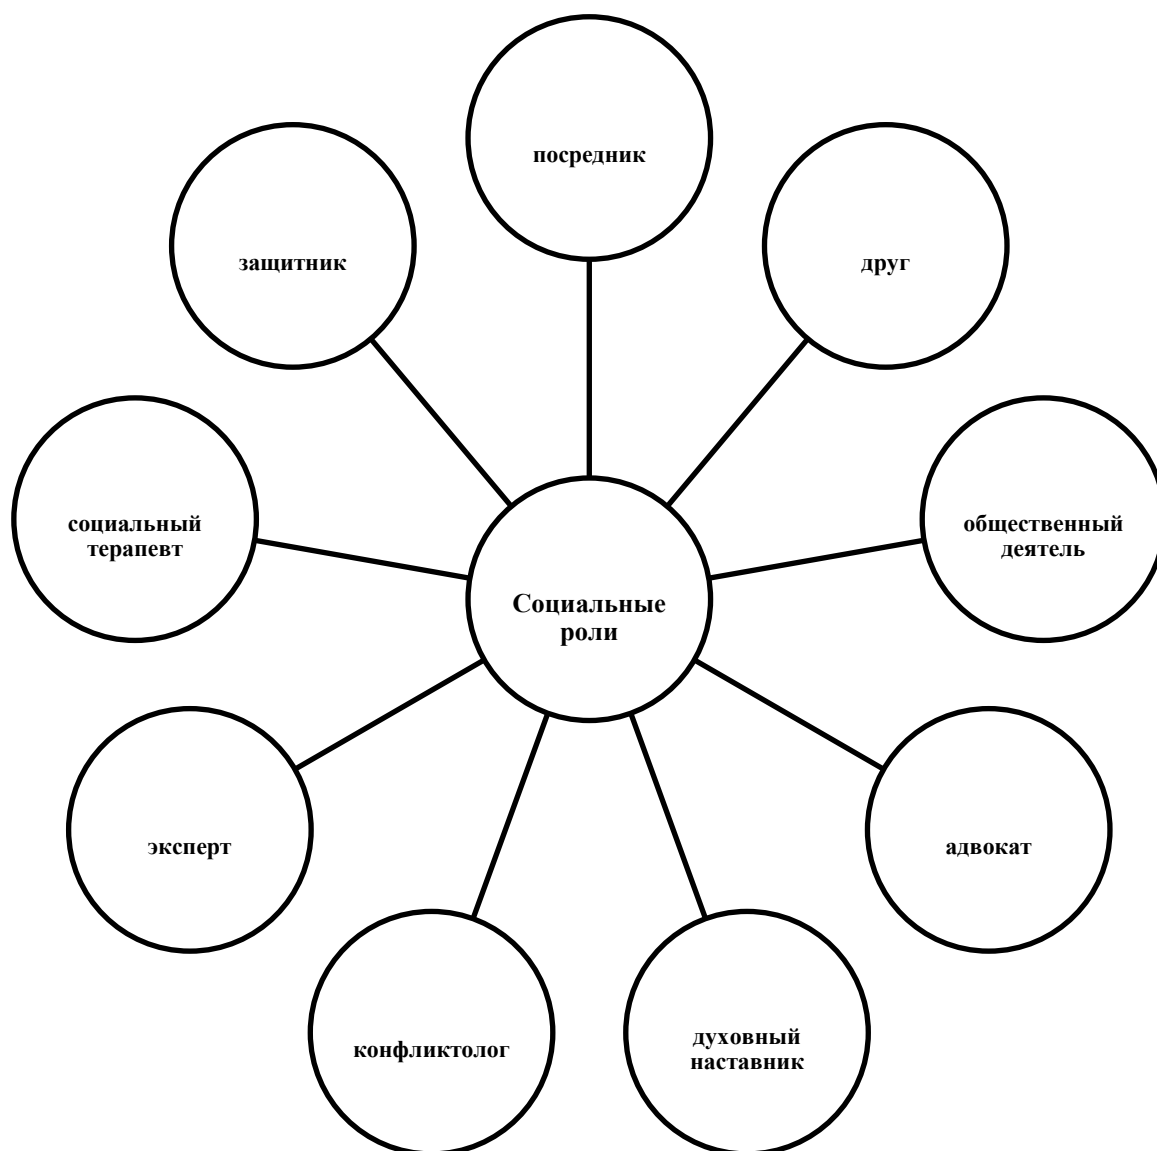 посредник
защитник
друг
социальный
терапевт
общественный
деятель
Социальные
роли
эксперт
адвокат
конфликтолог
духовный
наставник